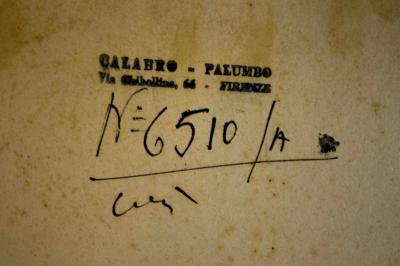 CALABRO - PALUMBO
Via Ghibellina, 66 - FIRENZE
N= 6510/A